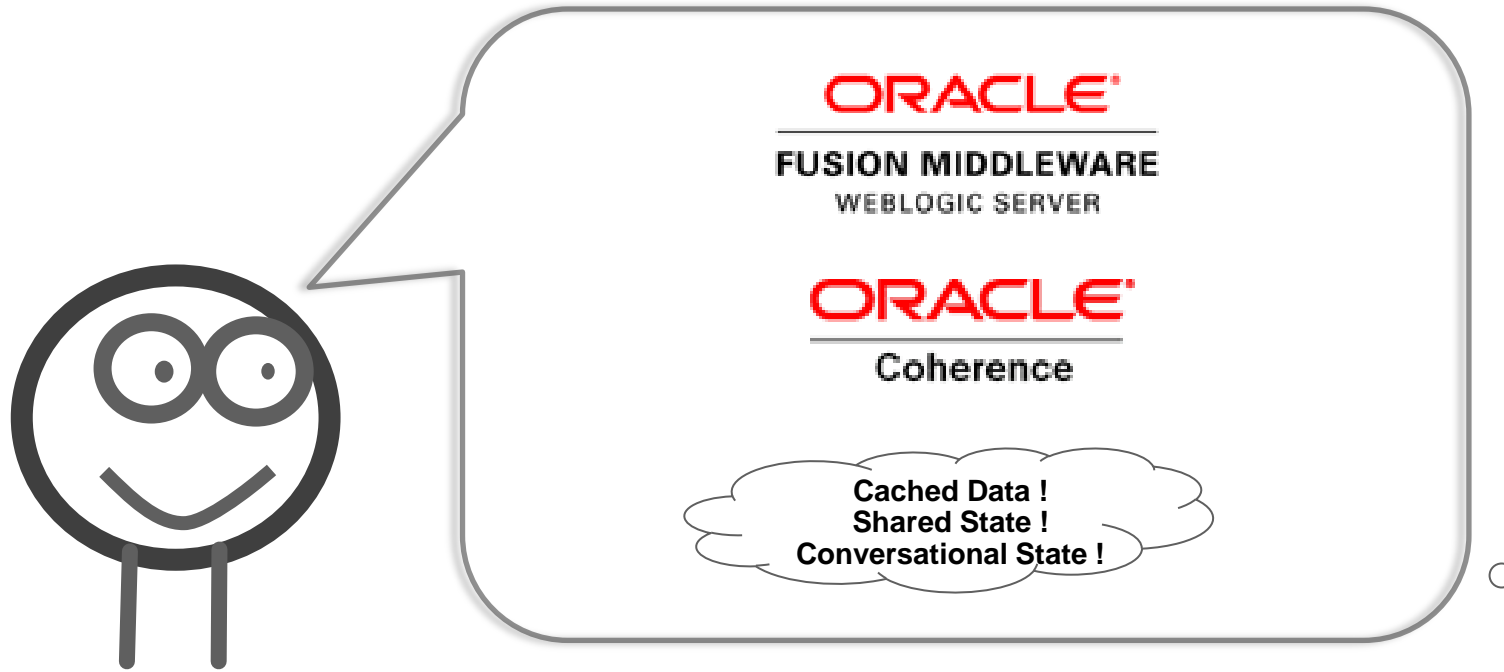 ORACLE
FUSION MIDDLEWARE
WEBLOGIC SERVER
ORACLE
Coherence
Cached Data !
Shared State !
Conversational State !